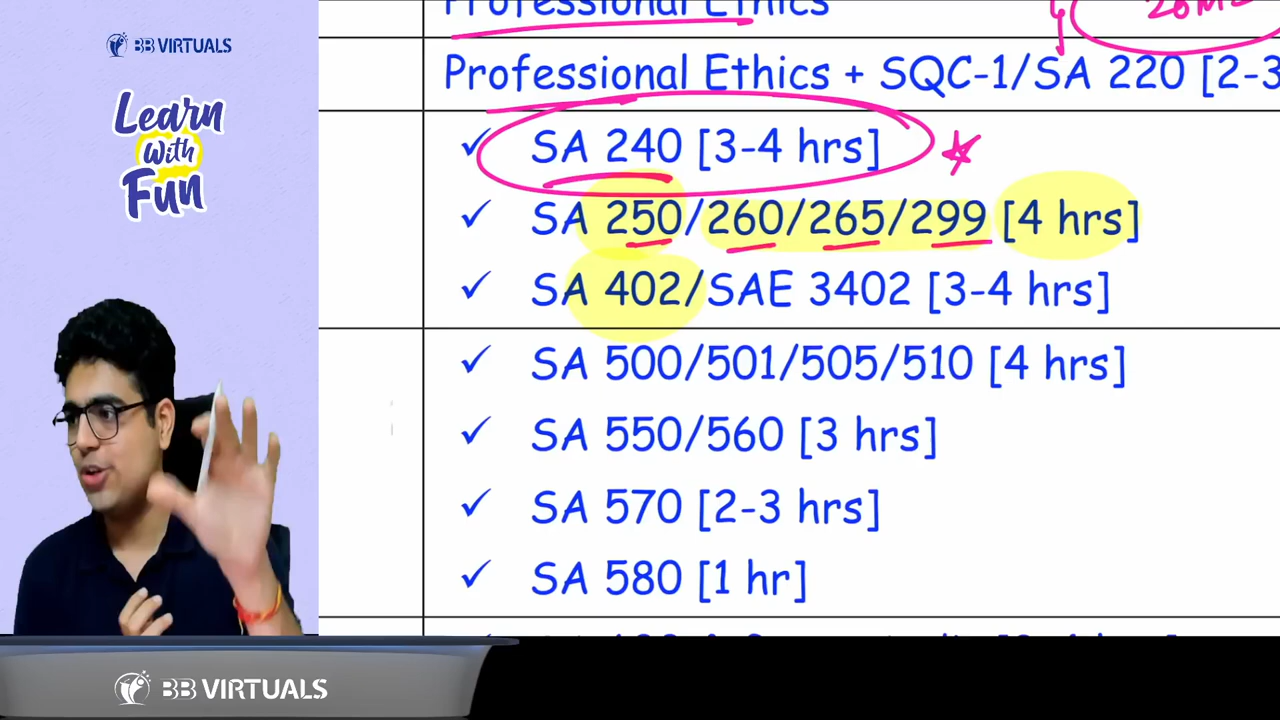 BB VIRTUALS
Learn
With
Fun
Professional Ethics
Professional Ethics + SQC-1/SA 220 [2-3
✓ SA 240 [3-4 hrs]
✓ SA 250/260/265/299 [4 hrs]
✓ SA 402/SAE 3402 [3-4 hrs]
✓ SA 500/501/505/510 [4 hrs]
✓ SA 550/560 [3 hrs]
✓ SA 570 [2-3 hrs]
✓ SA 580 [1 hr]
BB VIRTUALS